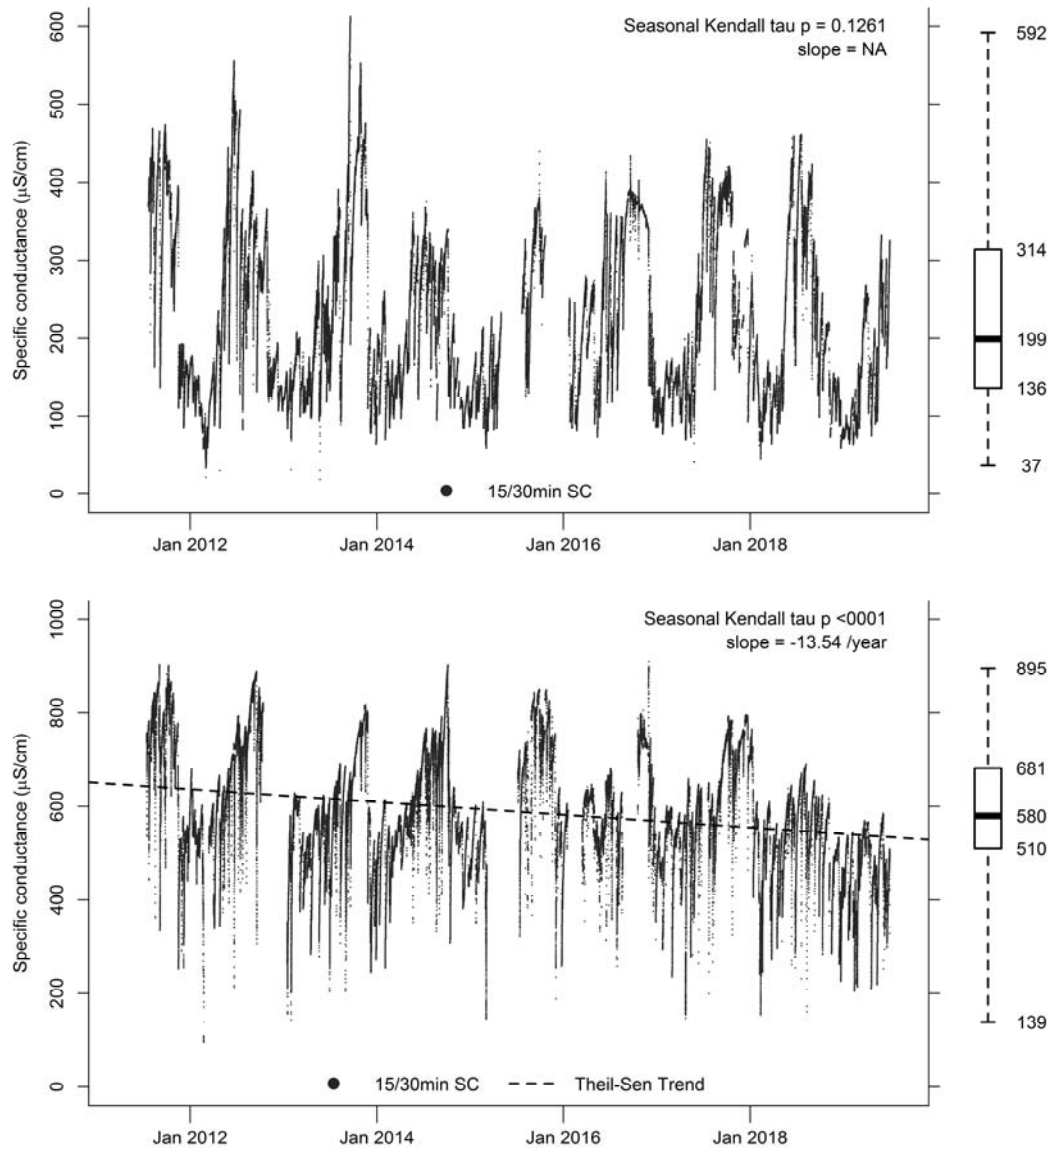 600
500
400
300
200
100
0
Specific conductance (µS/cm)
Seasonal Kendall tau p = 0.1261
slope = NA
15/30min SC
Jan 2012
Jan 2014
Jan 2016
Jan 2018
592
314
199
136
37
1000
800
600
400
200
0
Specific conductance (µS/cm)
Seasonal Kendall tau p <0001
slope = -13.54 /year
15/30min SC
Theil-Sen Trend
Jan 2012
Jan 2014
Jan 2016
Jan 2018
895
681
580
510
139